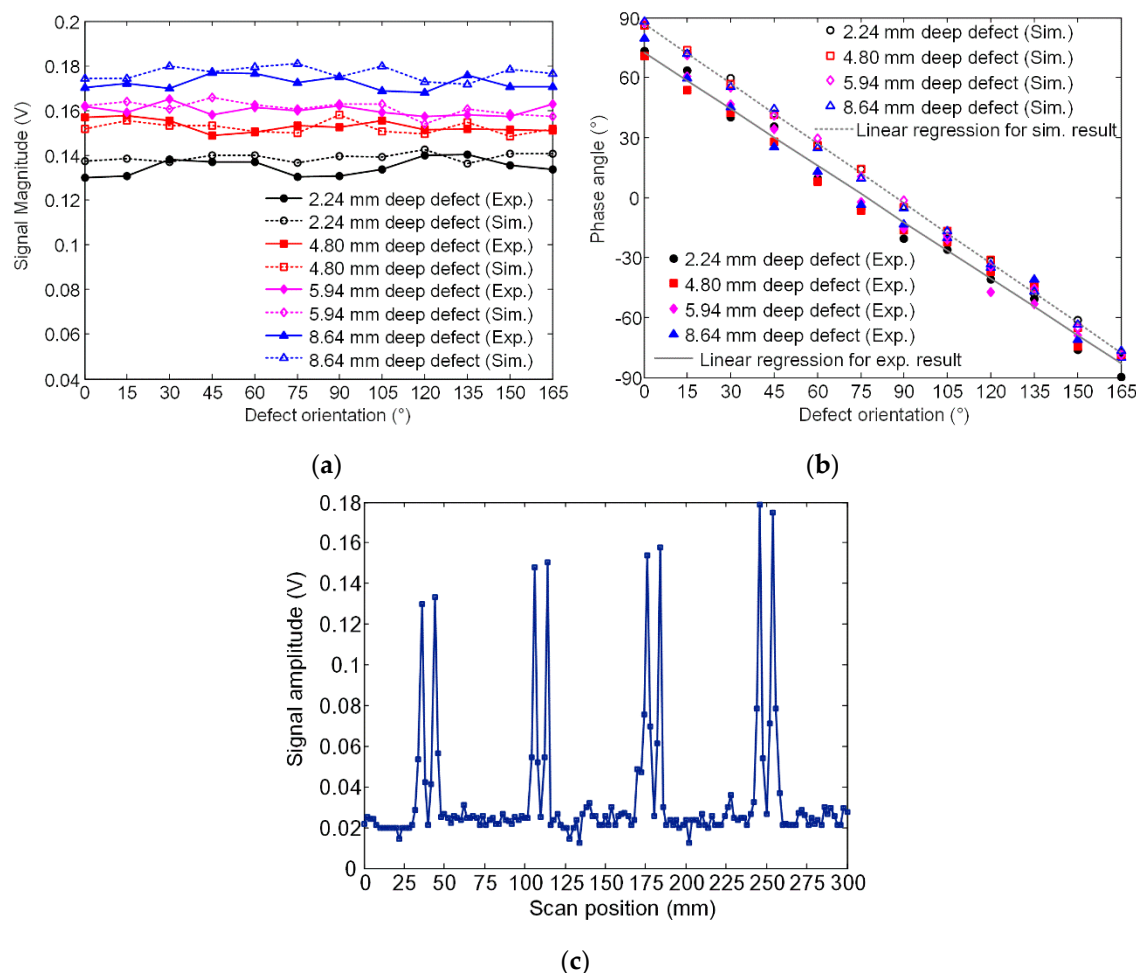 0.2
0.18
0.16
0.14
0.12
0.1
0.08
0.06
0.04
Signal Magnitude (V)
2.24 mm deep defect (Exp.)
2.24 mm deep defect (Sim.)
4.80 mm deep defect (Exp.)
4.80 mm deep defect (Sim.)
5.94 mm deep defect (Exp.)
5.94 mm deep defect (Sim.)
8.64 mm deep defect (Exp.)
8.64 mm deep defect (Sim.)
0 15 30 45 60 75 90 105 120 135 150 165
Defect orientation (°)
(a)
90
60
30
0
-30
-60
-90
Phase angle (°)
2.24 mm deep defect (Sim.)
4.80 mm deep defect (Sim.)
5.94 mm deep defect (Sim.)
8.64 mm deep defect (Sim.)
Linear regression for sim. result
2.24 mm deep defect (Exp.)
4.80 mm deep defect (Exp.)
5.94 mm deep defect (Exp.)
8.64 mm deep defect (Exp.)
Linear regression for exp. result
0 15 30 45 60 75 90 105 120 135 150 165
Defect orientation (°)
(b)
0.18
0.16
0.14
0.12
0.1
0.08
0.06
0.04
0.02
0
Signal amplitude (V)
0 25 50 75 100 125 150 175 200 225 250 275 300
Scan position (mm)
(c)